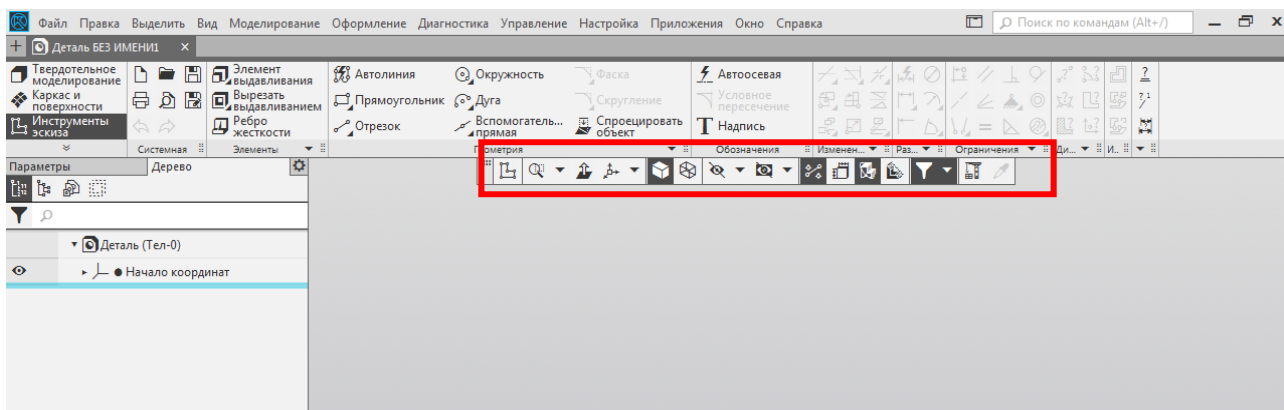 Файл Правка Выделить Вид Моделирование Оформление Диагностика Управление Настройка Приложения Окно Справка Поиск по командам (Alt+/)
Деталь БЕЗ ИМЕНИ1
Твердотельное моделирование
Каркас и поверхности
Инструменты эскиза
Системная
Элемент выдавливания
Вырезать выдавливанием
Ребро жесткости
Элементы
Автолиния Окружность Фаска
Прямоугольник Дуга Скругление
Отрезок Вспомогатель... прямая Спроецировать объект
Геометрия
Автоосевая
Условное пересечение
Надпись
Обозначения
Изменен... Раз... Ограничения Ди... И...
Параметры Дерево
Деталь (Тел-0)
Начало координат